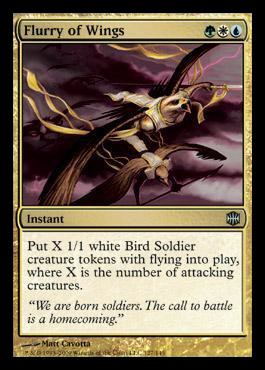 Flurry of Wings
Instant
Put X 1/1 white Bird Soldier
creature tokens with flying into play,
where X is the number of attacking
creatures.
“We are born soldiers. The call to battle
is a homecoming.”
Matt Cavotta